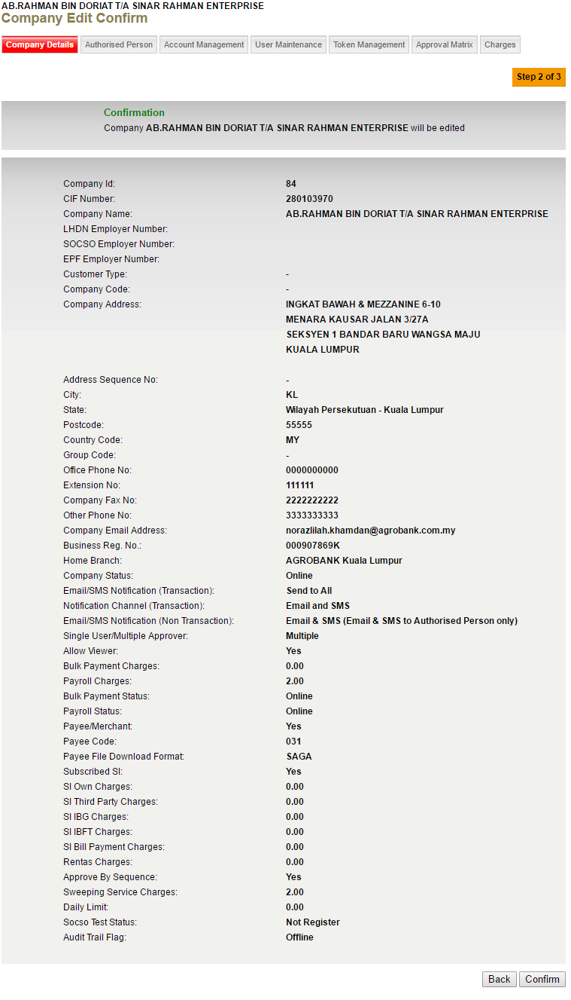 AB.RAHMAN BIN DORIAT T/A SINAR RAHMAN ENTERPRISE
Company Edit Confirm
Company Details Authorised Person Account Management User Maintenance Token Management Approval Matrix Charges
Step 2 of 3
Confirmation
Company AB.RAHMAN BIN DORIAT T/A SINAR RAHMAN ENTERPRISE will be edited
Company Id: 84
CIF Number: 280103970
Company Name: AB.RAHMAN BIN DORIAT T/A SINAR RAHMAN ENTERPRISE
LHDN Employer Number:
SOCSO Employer Number:
EPF Employer Number:
Customer Type: -
Company Code: -
Company Address: INGKAT BAWAH & MEZZANINE 6-10
MENARA KAUSAR JALAN 3/27A
SEKSYEN 1 BANDAR BARU WANGSA MAJU
KUALA LUMPUR
Address Sequence No: -
City: KL
State: Wilayah Persekutuan - Kuala Lumpur
Postcode: 55555
Country Code: MY
Group Code: -
Office Phone No: 0000000000
Extension No: 111111
Company Fax No: 2222222222
Other Phone No: 3333333333
Company Email Address: norazlilah.khamdan@agrobank.com.my
Business Reg. No.: 000907869K
Home Branch: AGROBANK Kuala Lumpur
Company Status: Online
Email/SMS Notification (Transaction): Send to All
Notification Channel (Transaction): Email and SMS
Email/SMS Notification (Non Transaction): Email & SMS (Email & SMS to Authorised Person only)
Single User/Multiple Approver: Multiple
Allow Viewer: Yes
Bulk Payment Charges: 0.00
Payroll Charges: 2.00
Bulk Payment Status: Online
Payroll Status: Online
Payee/Merchant: Yes
Payee Code: 031
Payee File Download Format: SAGA
Subscribed SI: Yes
SI Own Charges: 0.00
SI Third Party Charges: 0.00
SI IBG Charges: 0.00
SI IBFT Charges: 0.00
SI Bill Payment Charges: 0.00
Rentas Charges: 0.00
Approve By Sequence: Yes
Sweeping Service Charges: 2.00
Daily Limit: 0.00
Socso Test Status: Not Register
Audit Trail Flag: Offline
Back Confirm